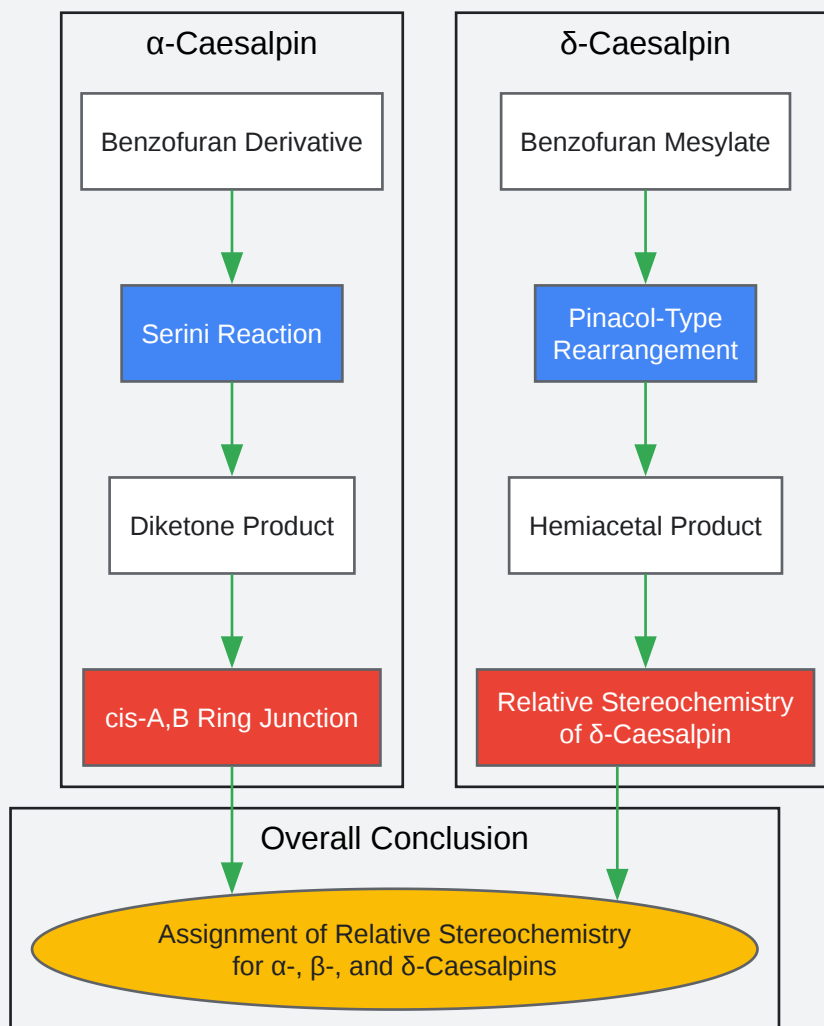 α-Caesalpin
Benzofuran Derivative
Serini Reaction
Diketone Product
cis-A,B Ring Junction
δ-Caesalpin
Benzofuran Mesylate
Pinacol-Type
Rearrangement
Hemiacetal Product
Relative Stereochemistry
of δ-Caesalpin
Overall Conclusion
Assignment of Relative Stereochemistry
for α-, β-, and δ-Caesalpins